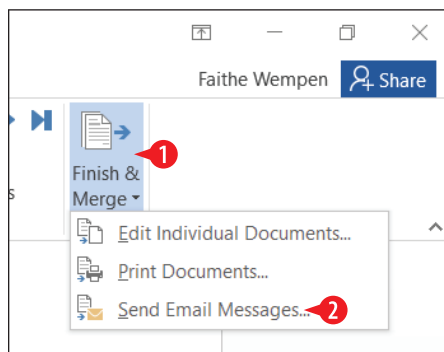 Faithe Wempen Share
1
Finish &
Merge
s
Edit Individual Documents...
Print Documents...
Send Email Messages... 2